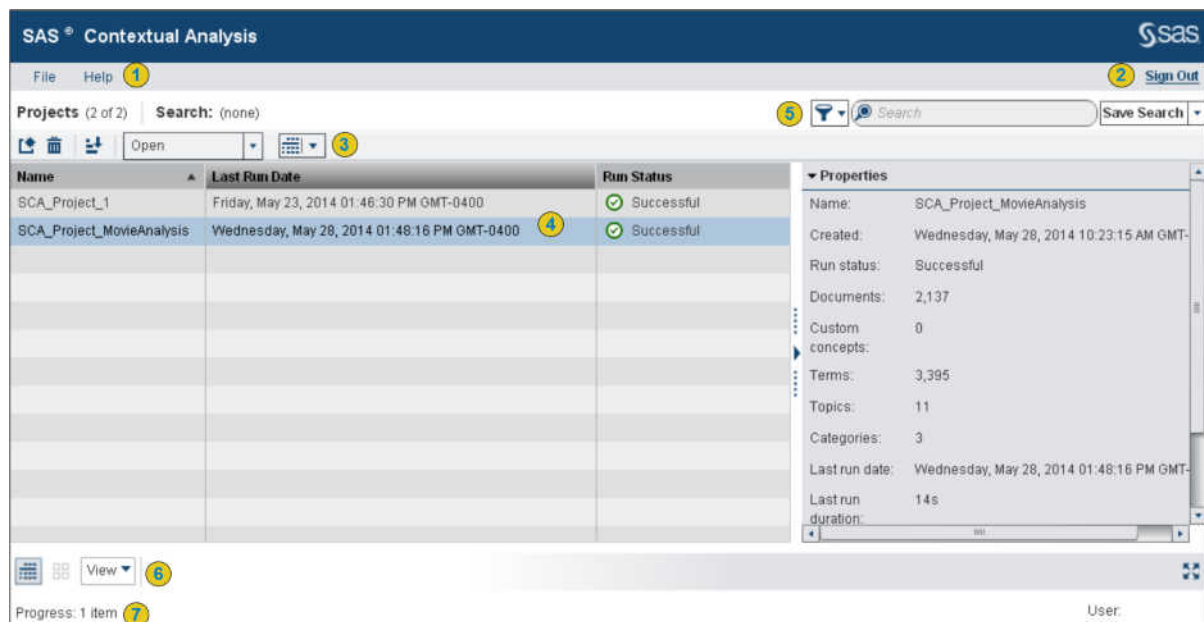 SAS ® Contextual Analysis
sas
File Help 1
2 Sign Out
Projects (2 of 2) Search: (none)
5 Search Save Search
Open 3
Name Last Run Date Run Status
SCA_Project_1 Friday, May 23, 2014 01:46:30 PM GMT-0400 Successful
SCA_Project_MovieAnalysis Wednesday, May 28, 2014 01:48:16 PM GMT-0400 4 Successful
Properties
Name: SCA_Project_MovieAnalysis
Created: Wednesday, May 28, 2014 10:23:15 AM GMT-
Run status: Successful
Documents: 2,137
Custom concepts: 0
Terms: 3,395
Topics: 11
Categories: 3
Last run date: Wednesday, May 28, 2014 01:48:16 PM GMT-
Last run duration: 14s
View 6
Progress: 1 item 7
User: